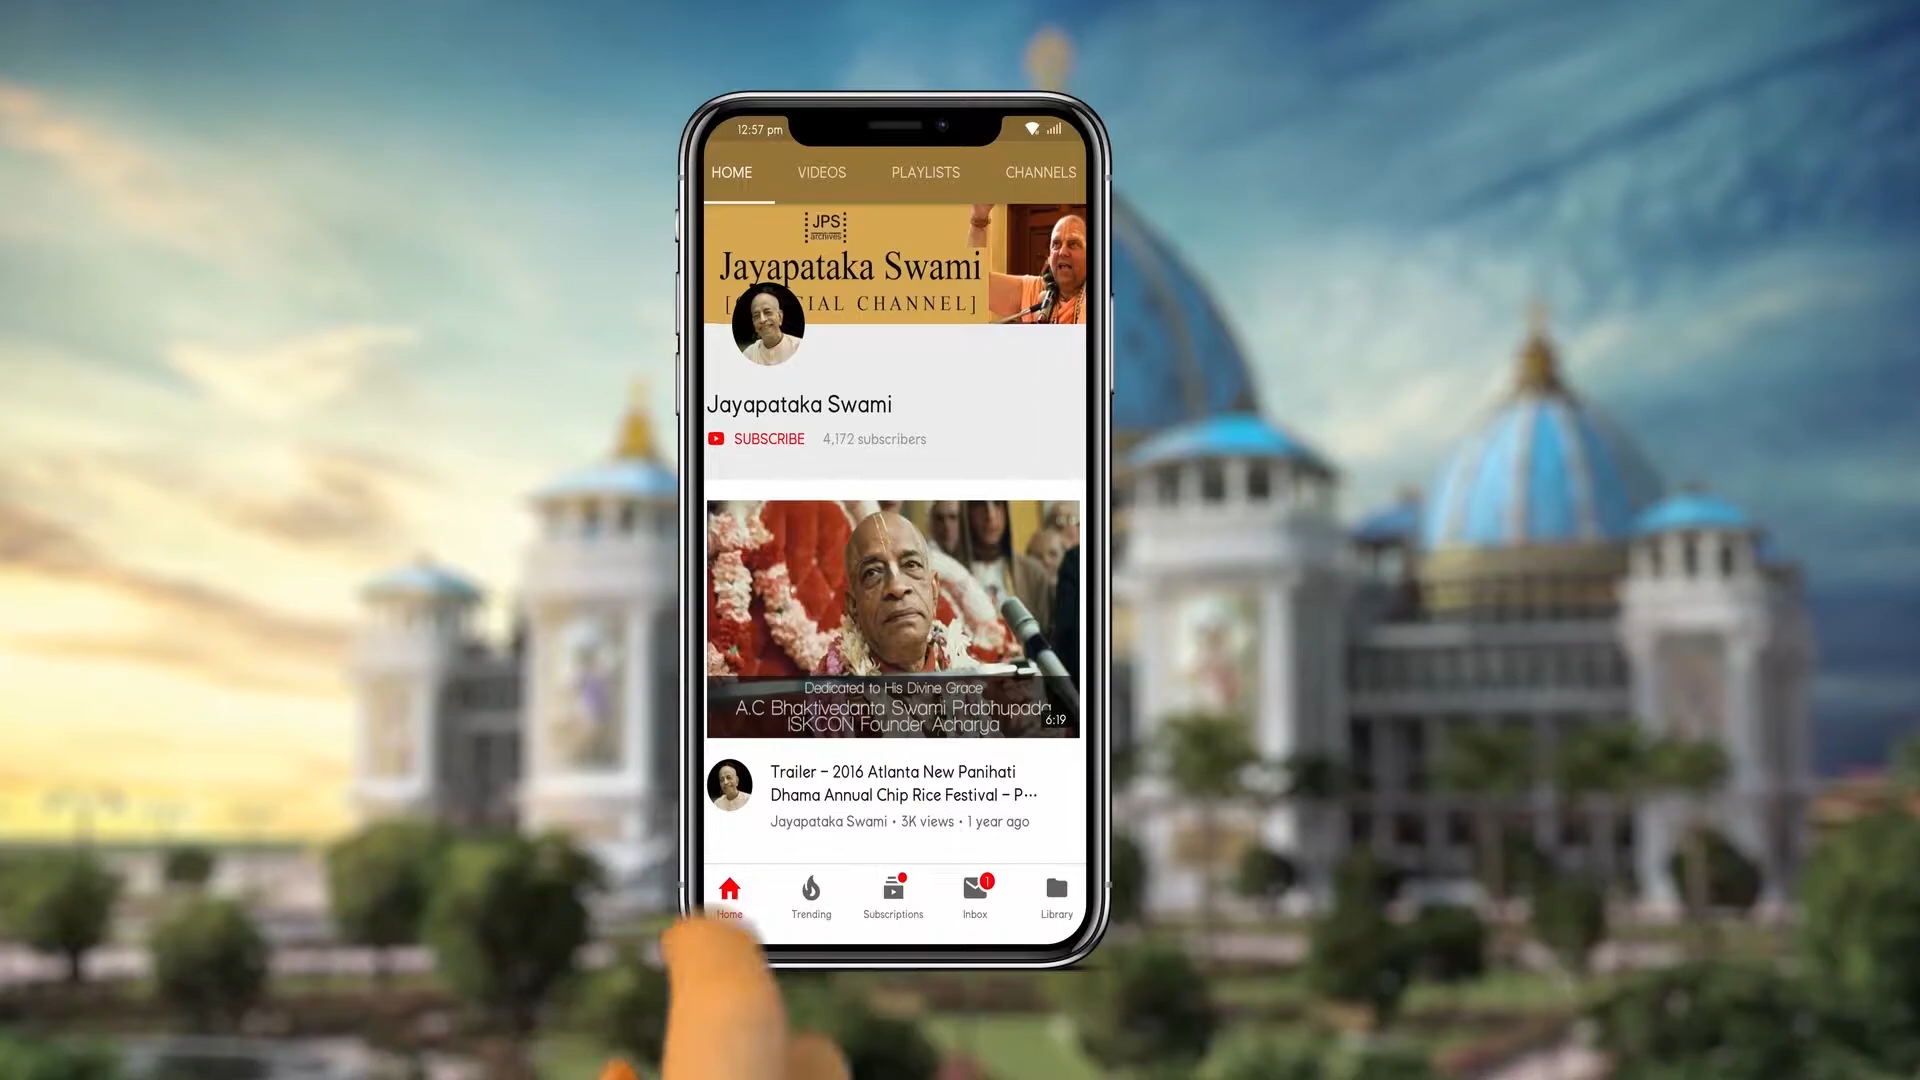 12:57 pm
HOME VIDEOS PLAYLISTS CHANNELS
JPS
archives
Jayapataka Swami
CIAL CHANNEL]
Jayapataka Swami
SUBSCRIBE 4,172 subscribers
Dedicated to His Divine Grace
A.C Bhaktivedanta Swami Prabhupada
ISKCON Founder Acharya
6:19
Trailer – 2016 Atlanta New Panihati
Dhama Annual Chip Rice Festival – P...
Jayapataka Swami • 3K views • 1 year ago
1
Home Trending Subscriptions Inbox Library